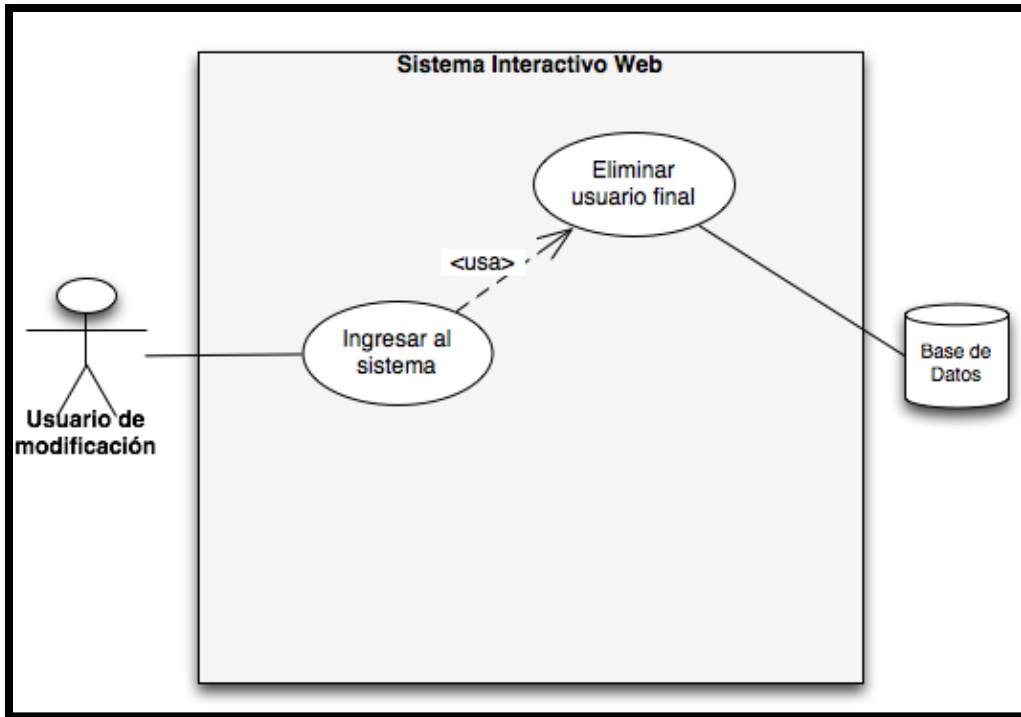 Sistema Interactivo Web
Eliminar
usuario final
<usa>
Ingresar al
sistema
Base de
Datos
Usuario de
modificación